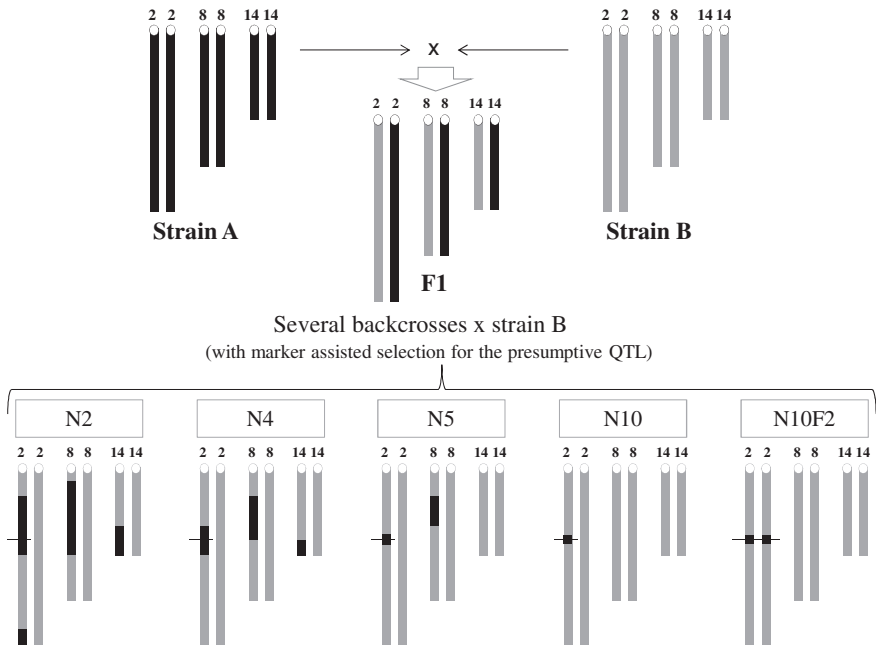 2 2 8 8 14 14
2 2 8 8 14 14
X
2 2 8 8 14 14
Strain A
Strain B
F1
Several backcrosses x strain B
(with marker assisted selection for the presumptive QTL)
N2 N4 N5 N10 N10F2
2 2 8 8 14 14 2 2 8 8 14 14 2 2 8 8 14 14 2 2 8 8 14 14 2 2 8 8 14 14